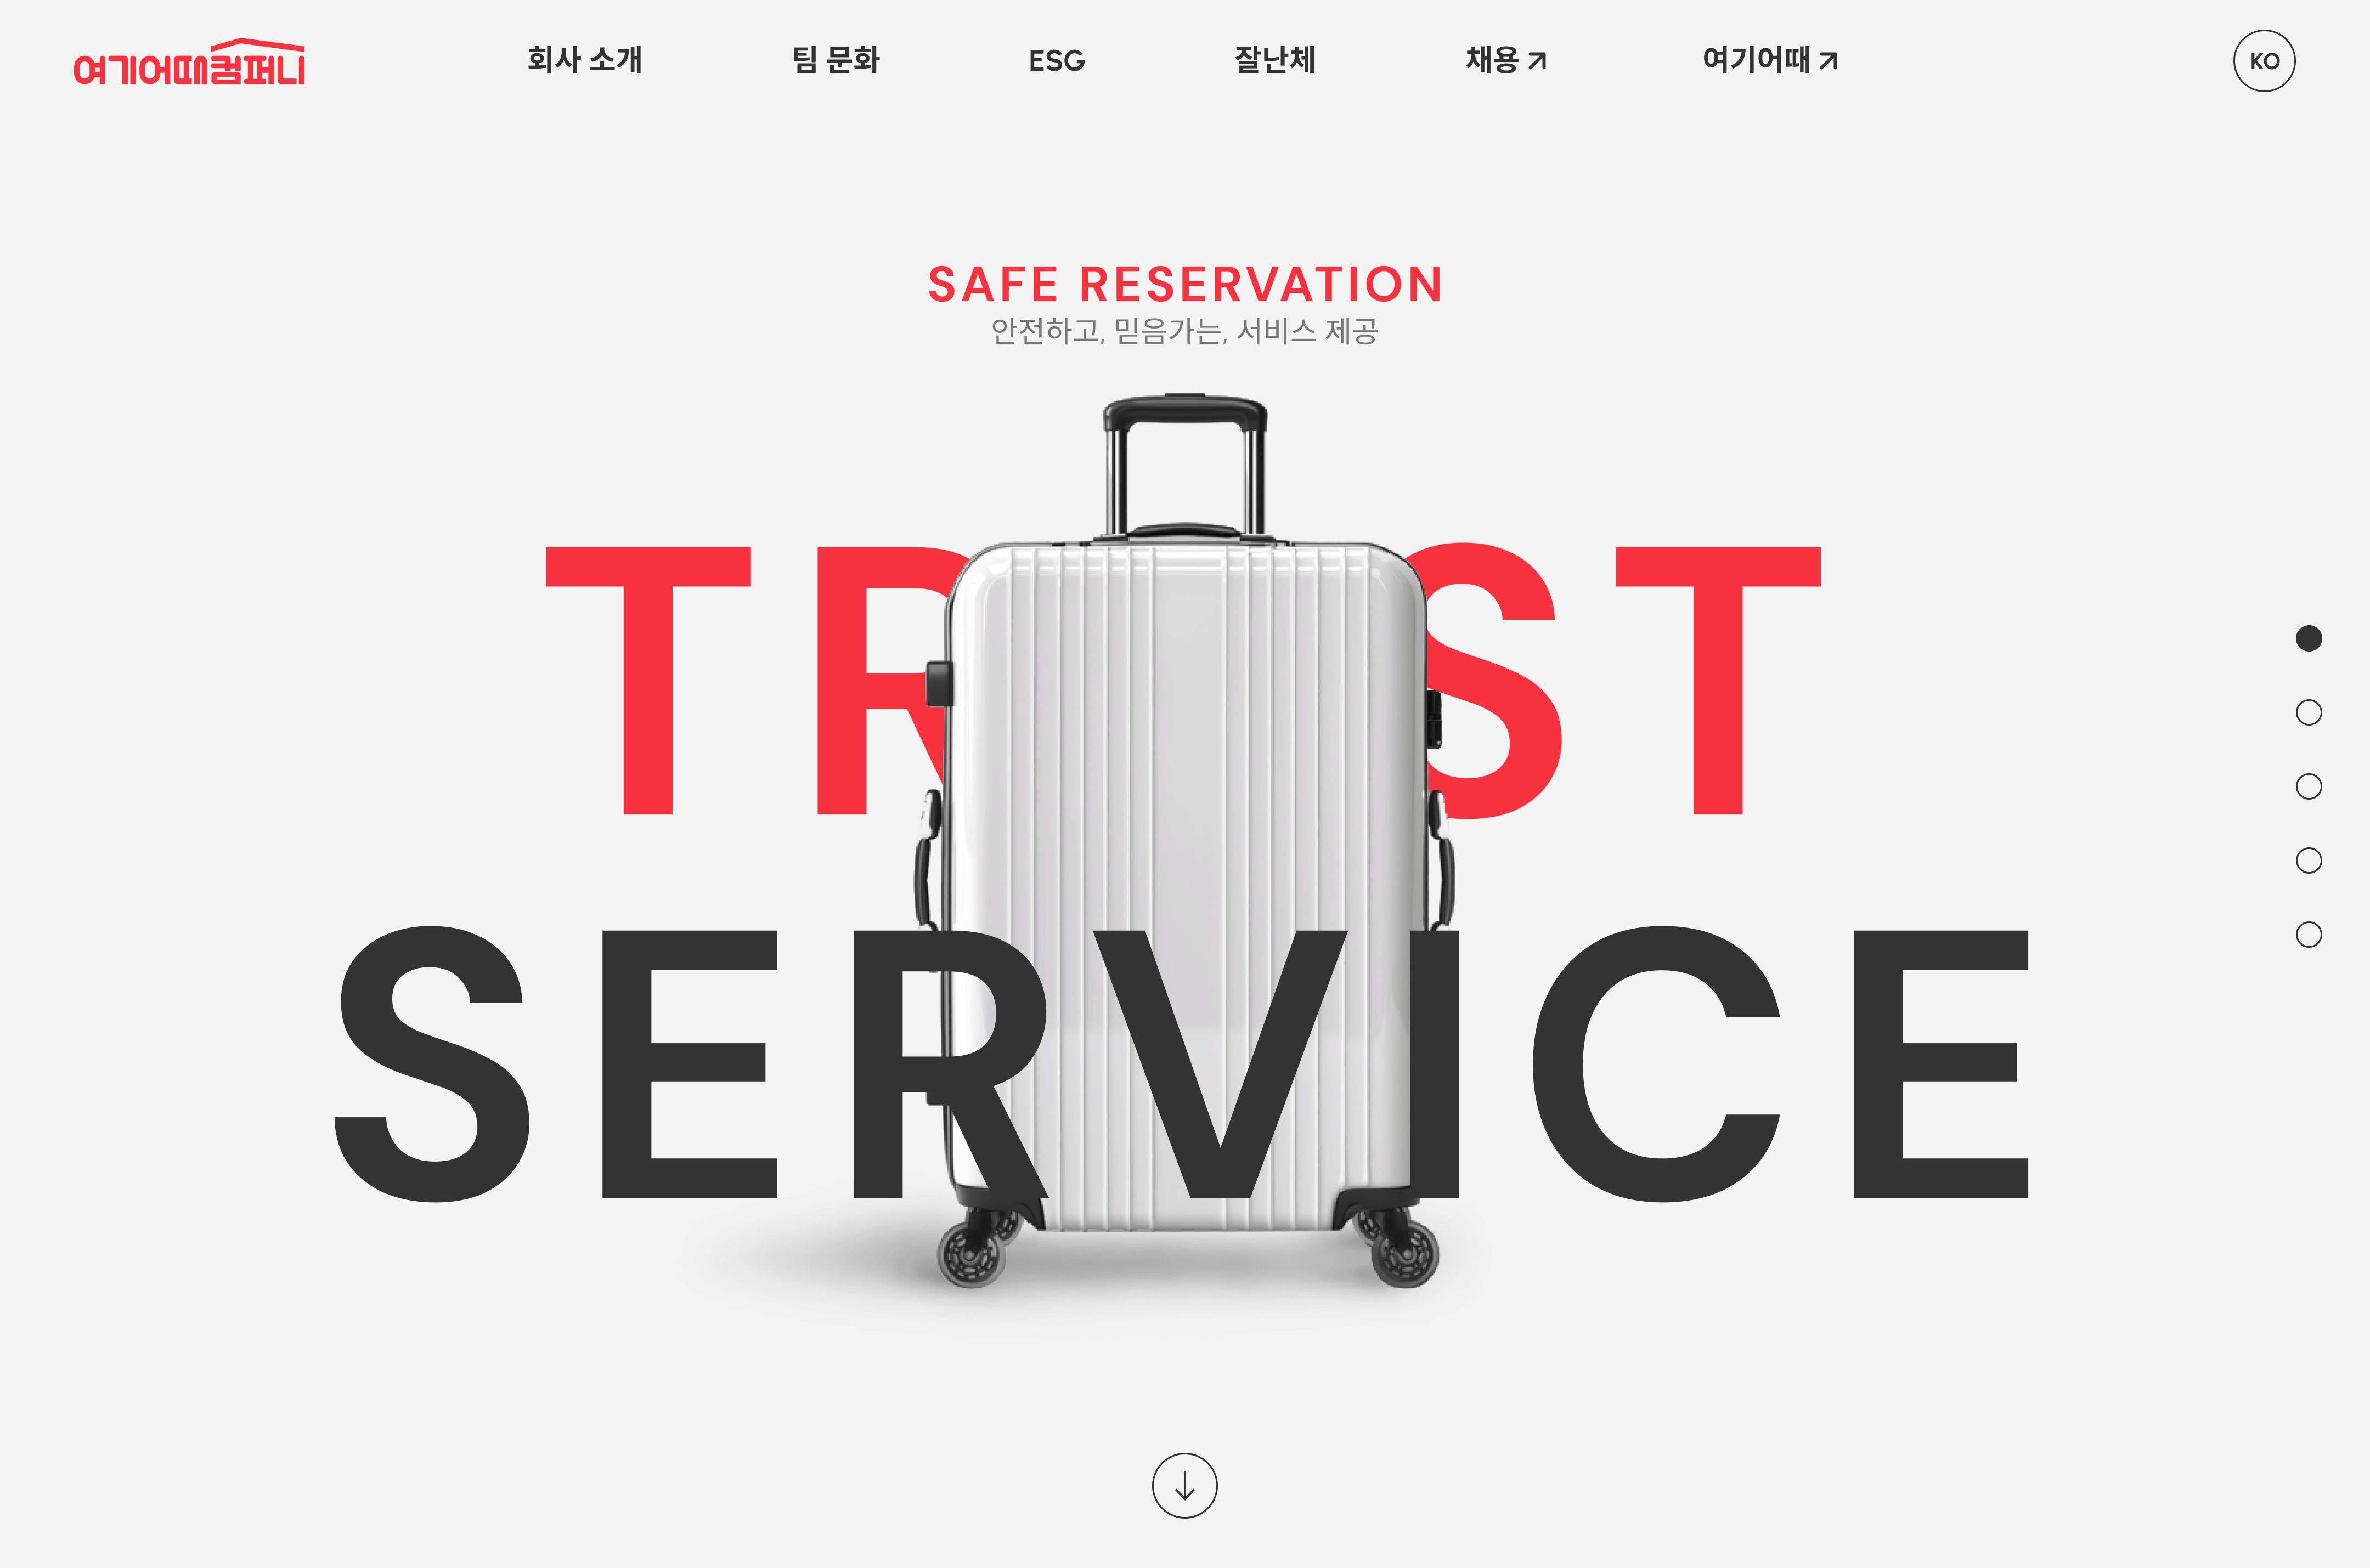 여기어때컴퍼니
회사 소개
팀 문화
ESG
잘난체
채용
여기어때
KO
SAFE RESERVATION
안전하고, 믿음가는, 서비스 제공
TRUST
SERVICE